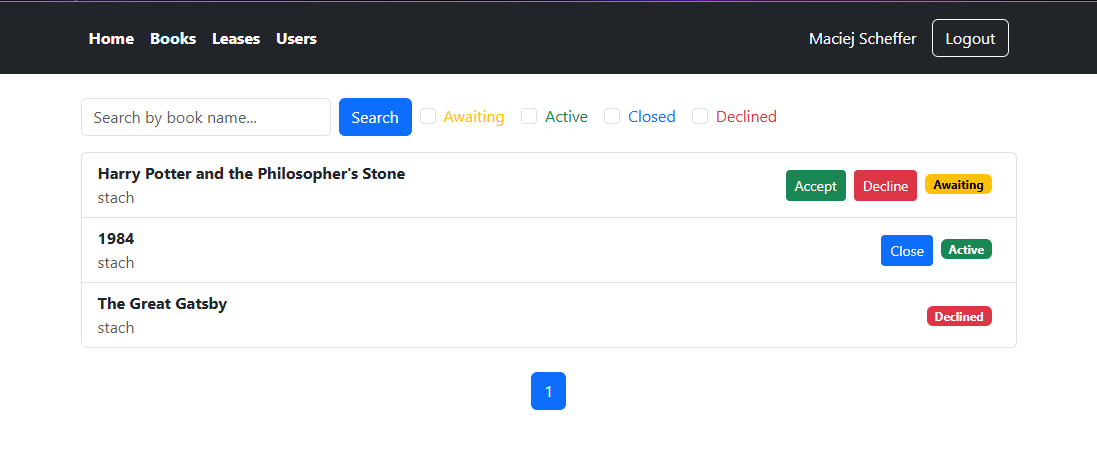 Home Books Leases Users Maciej Scheffer Logout
Search by book name... Search Awaiting Active Closed Declined
Harry Potter and the Philosopher's Stone
stach
Accept Decline Awaiting
1984
stach
Close Active
The Great Gatsby
stach
Declined
1